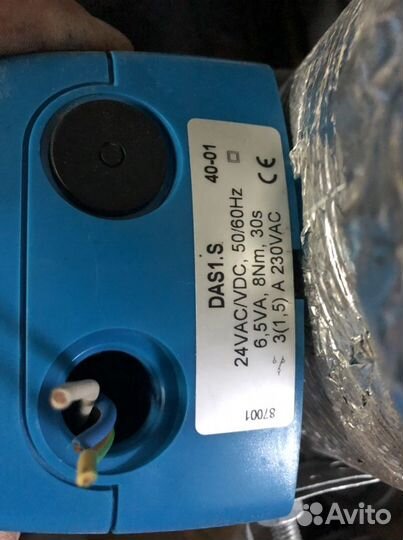 DAS1.S 40-01
24VAC/VDC, 50/60Hz
6,5VA, 8Nm, 30s CE
3(1,5) A 230VAC
87001
Avito